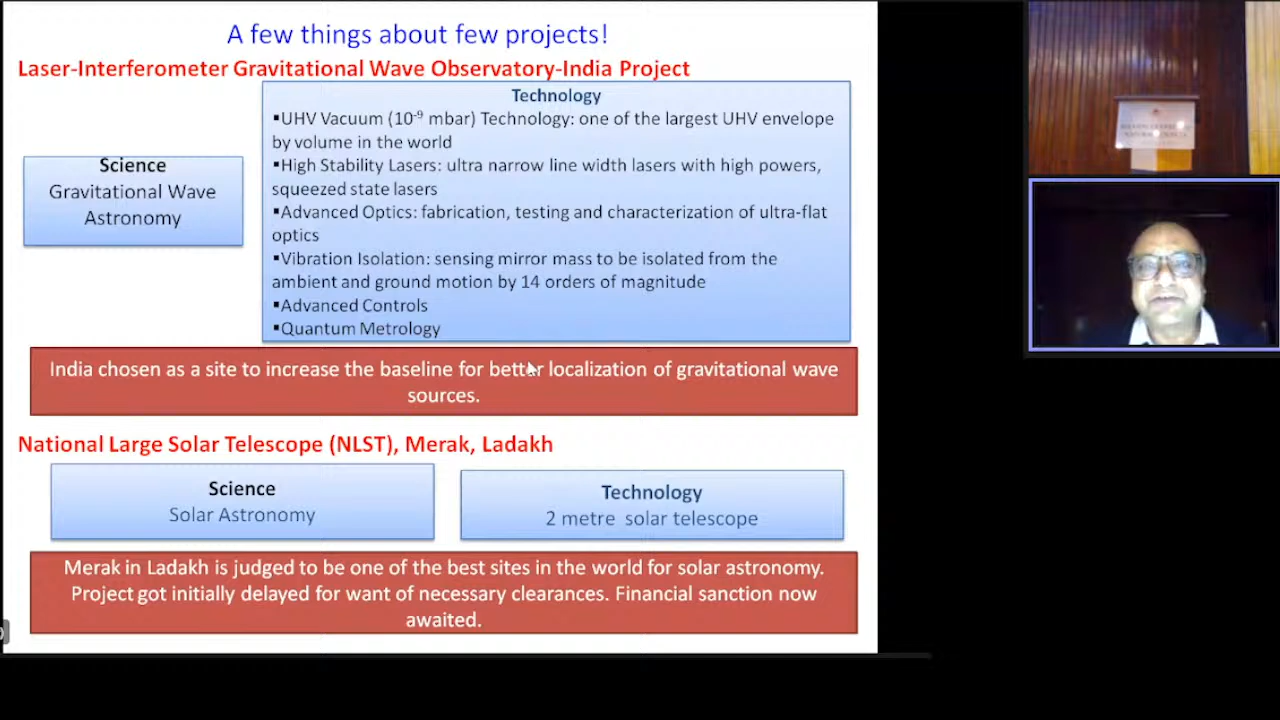 A few things about few projects!
Laser-Interferometer Gravitational Wave Observatory-India Project
Science
Gravitational Wave
Astronomy
Technology
▪UHV Vacuum (10⁻⁹ mbar) Technology: one of the largest UHV envelope
by volume in the world
▪High Stability Lasers: ultra narrow line width lasers with high powers,
squeezed state lasers
▪Advanced Optics: fabrication, testing and characterization of ultra-flat
optics
▪Vibration Isolation: sensing mirror mass to be isolated from the
ambient and ground motion by 14 orders of magnitude
▪Advanced Controls
▪Quantum Metrology
India chosen as a site to increase the baseline for better localization of gravitational wave
sources.
National Large Solar Telescope (NLST), Merak, Ladakh
Science
Solar Astronomy
Technology
2 metre solar telescope
Merak in Ladakh is judged to be one of the best sites in the world for solar astronomy.
Project got initially delayed for want of necessary clearances. Financial sanction now
awaited.